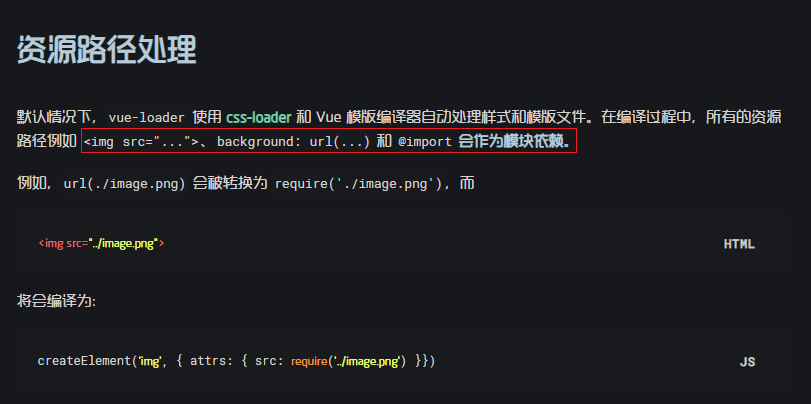 资源路径处理
默认情况下，vue-loader 使用 css-loader 和 Vue 模版编译器自动处理样式和模版文件。在编译过程中，所有的资源
路径例如 <img src="...">、background: url(...) 和 @import 会作为模块依赖。
例如，url(./image.png) 会被转换为 require('./image.png')，而
<img src="../image.png">
HTML
将会编译为:
createElement('img', { attrs: { src: require('../image.png') }})
JS